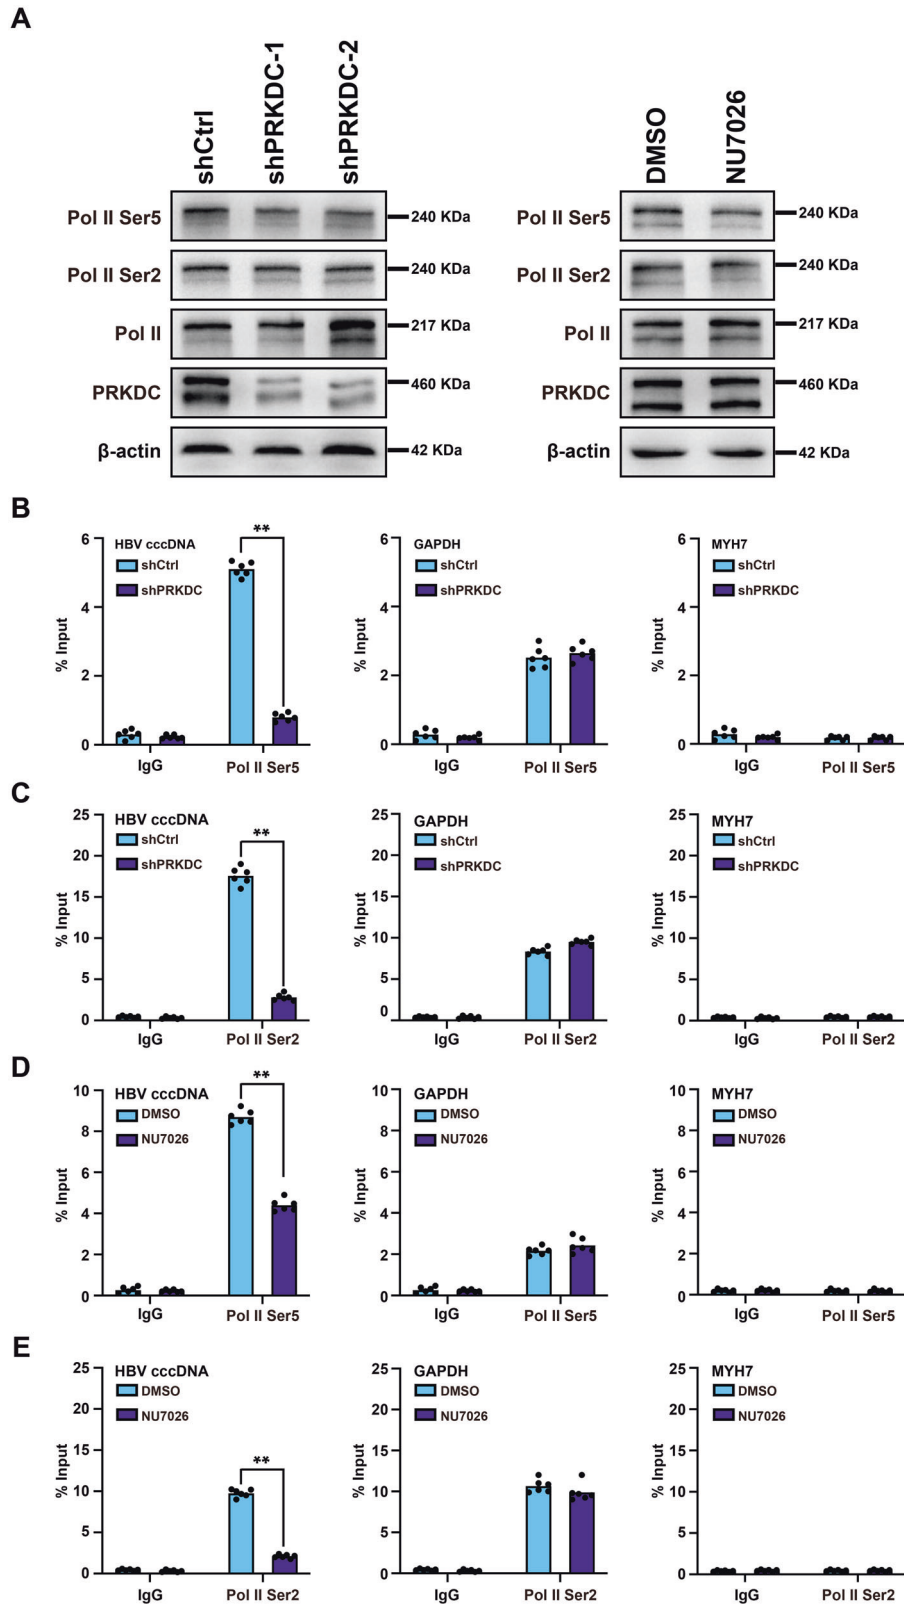 A
shCtrl
shPRKDC-1
shPRKDC-2
DMSO
NU7026
Pol II Ser5
240 KDa
Pol II Ser5
240 KDa
Pol II Ser2
240 KDa
Pol II Ser2
240 KDa
Pol II
217 KDa
Pol II
217 KDa
PRKDC
460 KDa
PRKDC
460 KDa
β-actin
42 KDa
β-actin
42 KDa
B
% Input
6
4
2
0
HBV cccDNA
shCtrl
shPRKDC
**
IgG
Pol II Ser5
% Input
6
4
2
0
GAPDH
shCtrl
shPRKDC
IgG
Pol II Ser5
% Input
6
4
2
0
MYH7
shCtrl
shPRKDC
IgG
Pol II Ser5
C
% Input
25
20
15
10
5
0
HBV cccDNA
shCtrl
shPRKDC
**
IgG
Pol II Ser2
% Input
25
20
15
10
5
0
GAPDH
shCtrl
shPRKDC
IgG
Pol II Ser2
% Input
25
20
15
10
5
0
MYH7
shCtrl
shPRKDC
IgG
Pol II Ser2
D
% Input
10
8
6
4
2
0
HBV cccDNA
DMSO
NU7026
**
IgG
Pol II Ser5
% Input
10
8
6
4
2
0
GAPDH
DMSO
NU7026
IgG
Pol II Ser5
% Input
10
8
6
4
2
0
MYH7
DMSO
NU7026
IgG
Pol II Ser5
E
% Input
25
20
15
10
5
0
HBV cccDNA
DMSO
NU7026
**
IgG
Pol II Ser2
% Input
25
20
15
10
5
0
GAPDH
DMSO
NU7026
IgG
Pol II Ser2
% Input
25
20
15
10
5
0
MYH7
DMSO
NU7026
IgG
Pol II Ser2